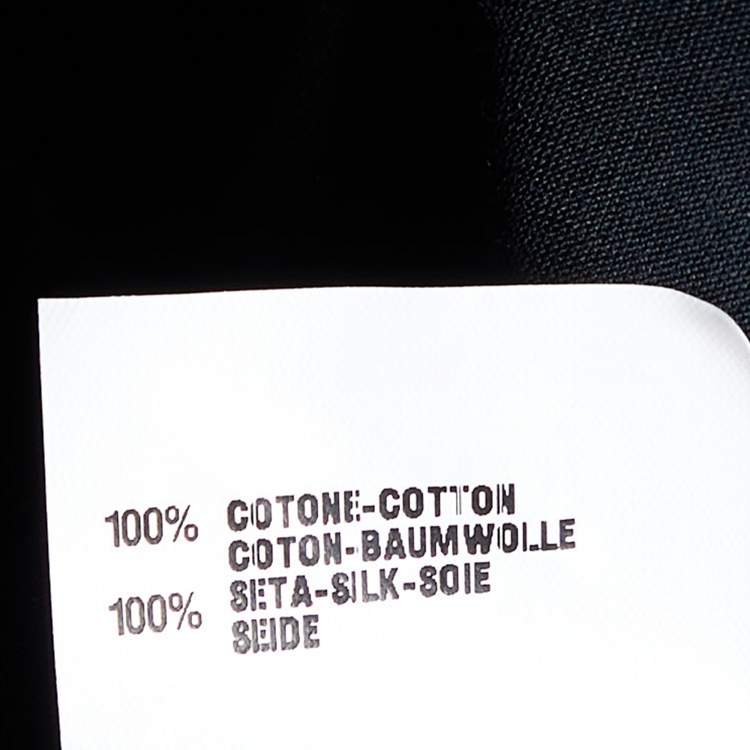 100% COTONE-COTTON
COTON-BAUMWOLLE
100% SETA-SILK-SOIE
SEIDE